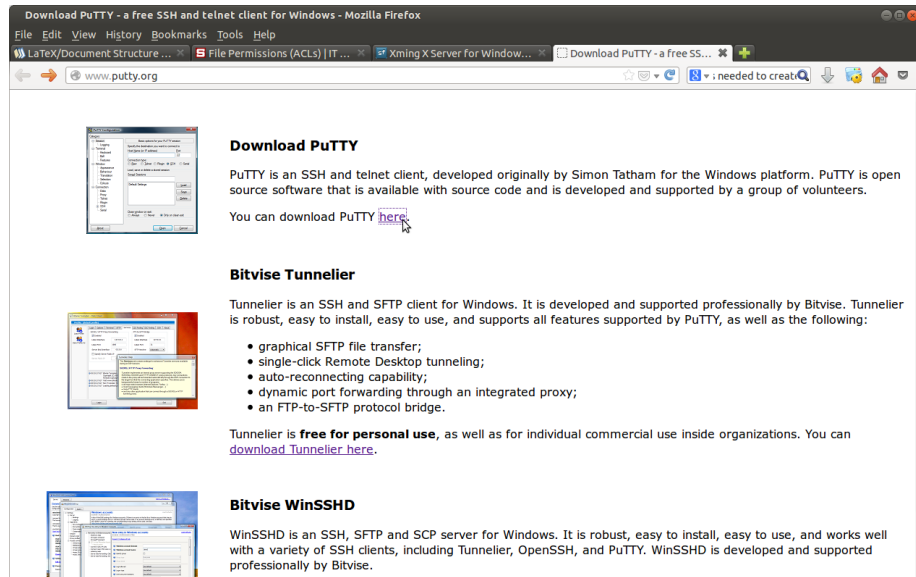 Download PuTTY - a free SSH and telnet client for Windows - Mozilla Firefox
File Edit View History Bookmarks Tools Help
LaTeX/Document Structure ... File Permissions (ACLs) | IT ... Xming X Server for Window... Download PuTTY - a free SS...
www.putty.org needed to creat
Download PuTTY
PuTTY is an SSH and telnet client, developed originally by Simon Tatham for the Windows platform. PuTTY is open
source software that is available with source code and is developed and supported by a group of volunteers.
You can download PuTTY here.
Bitvise Tunnelier
Tunnelier is an SSH and SFTP client for Windows. It is developed and supported professionally by Bitvise. Tunnelier
is robust, easy to install, easy to use, and supports all features supported by PuTTY, as well as the following:
• graphical SFTP file transfer;
• single-click Remote Desktop tunneling;
• auto-reconnecting capability;
• dynamic port forwarding through an integrated proxy;
• an FTP-to-SFTP protocol bridge.
Tunnelier is free for personal use, as well as for individual commercial use inside organizations. You can
download Tunnelier here.
Bitvise WinSSHD
WinSSHD is an SSH, SFTP and SCP server for Windows. It is robust, easy to install, easy to use, and works well
with a variety of SSH clients, including Tunnelier, OpenSSH, and PuTTY. WinSSHD is developed and supported
professionally by Bitvise.